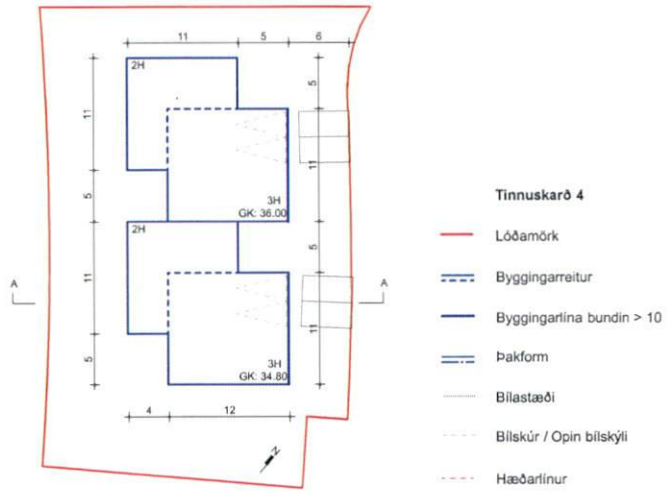 11 5 6
2H
5
11
11
3H
GK: 36.00
5
2H
5
A
11
A
11
3H
GK: 34.80
5
4 12
N
Tinnuskarð 4
Lóðamörk
Byggingarreitur
Byggingarlína bundin > 10
Þakform
Bílastæði
Bílskúr / Opin bílskýli
Hæðarlínur